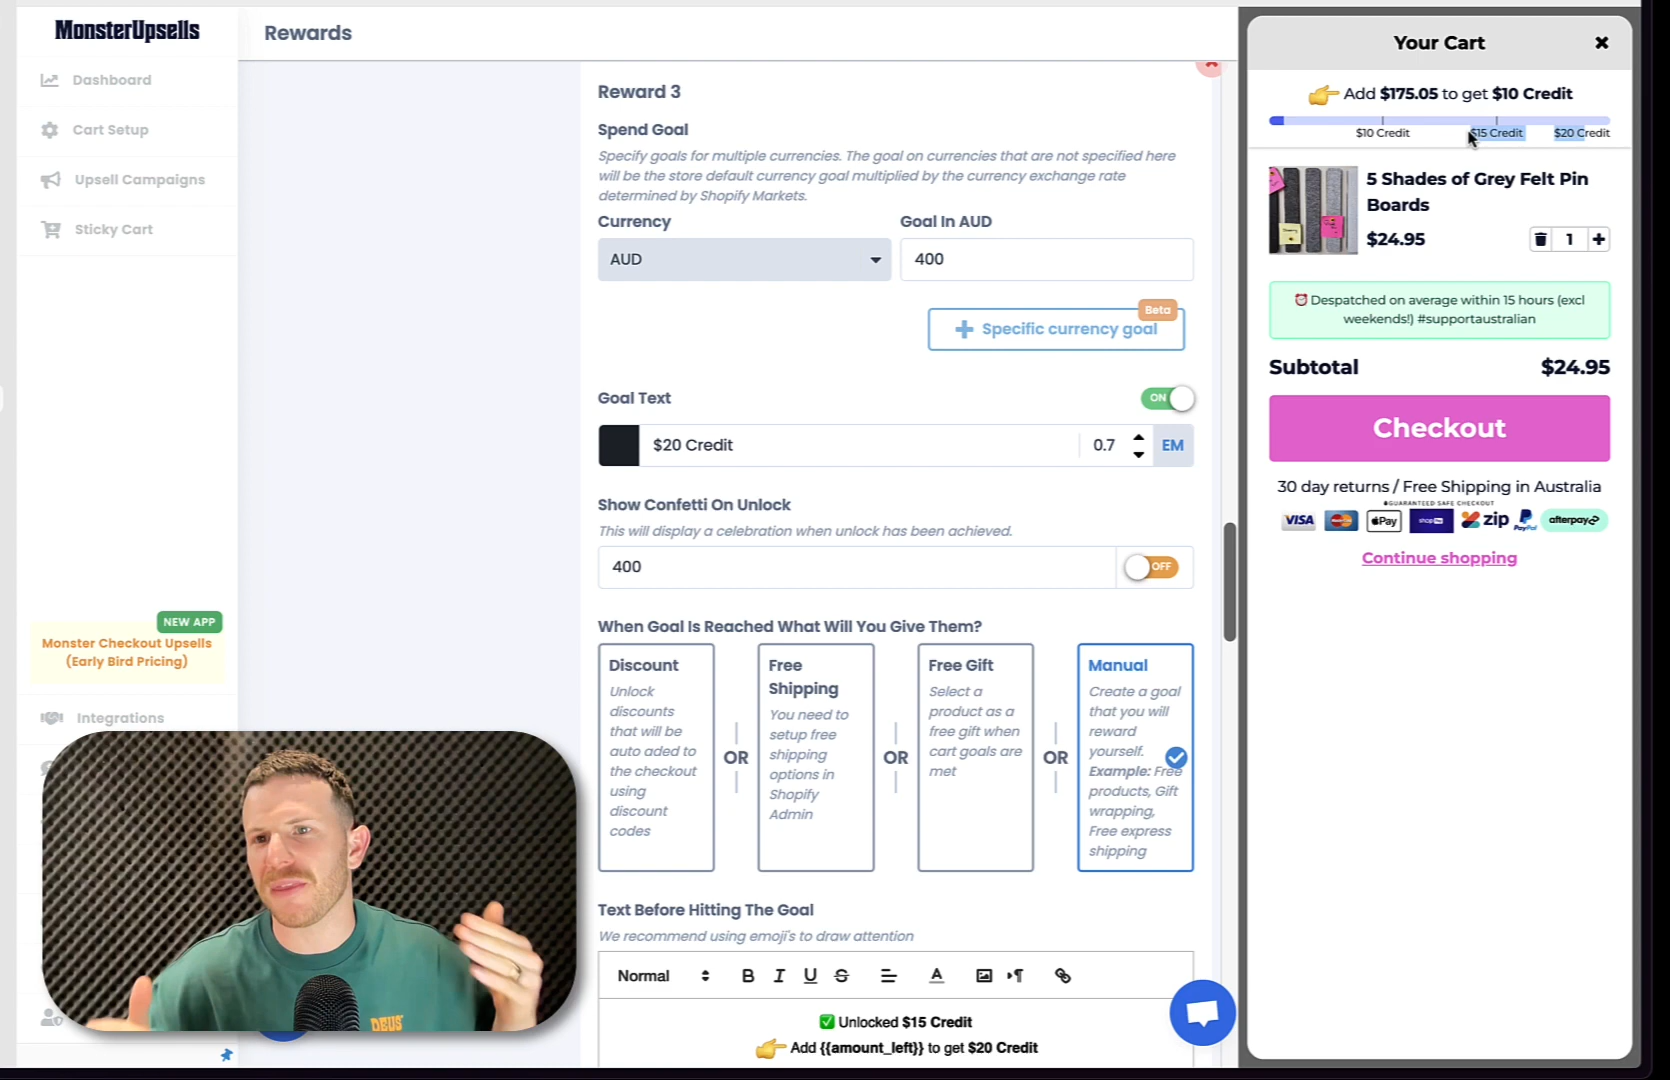 MonsterUpsells
Dashboard
Cart Setup
Upsell Campaigns
Sticky Cart
NEW APP
Monster Checkout Upsells
(Early Bird Pricing)
Integrations
Rewards
Reward 3
Spend Goal
Specify goals for multiple currencies. The goal on currencies that are not specified here
will be the store default currency goal multiplied by the currency exchange rate
determined by Shopify Markets.
Currency
Goal In AUD
AUD
400
Beta
Specific currency goal
Goal Text
ON
$20 Credit
0.7
EM
Show Confetti On Unlock
This will display a celebration when unlock has been achieved.
400
OFF
When Goal Is Reached What Will You Give Them?
Discount
Unlock
discounts
that will be
auto aded to
the checkout
using
discount
codes
OR
Free
Shipping
You need to
setup free
shipping
options in
Shopify
Admin
OR
Free Gift
Select a
product as a
free gift when
cart goals are
met
OR
Manual
Create a goal
that you will
reward
yourself.
Example: Free
products, Gift
wrapping,
Free express
shipping
Text Before Hitting The Goal
We recommend using emoji's to draw attention
Normal
B I U S A
✅ Unlocked $15 Credit
👉 Add {{amount_left}} to get $20 Credit
DEUS
Your Cart
👉 Add $175.05 to get $10 Credit
$10 Credit
$15 Credit
$20 Credit
5 Shades of Grey Felt Pin
Boards
$24.95
1
⏰ Despatched on average within 15 hours (excl
weekends!) #supportaustralian
Subtotal
$24.95
Checkout
30 day returns / Free Shipping in Australia
GUARANTEED SAFE CHECKOUT
VISA
MasterCard
Pay
shop Pay
zip
PayPal
afterpay
Continue shopping